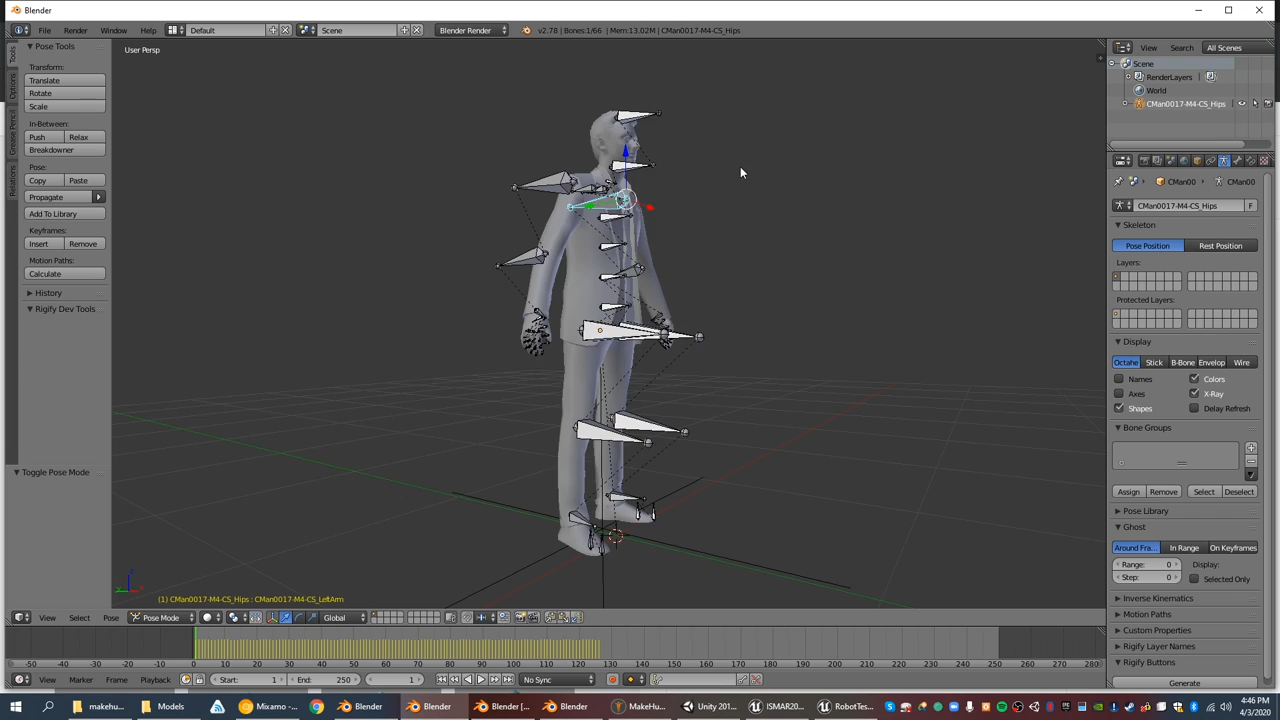 Blender
File Render Window Help Default Scene Blender Render v2.78 | Bones:1/66 | Mem:13.02M | CMan0017-M4-CS_Hips
Tools
Options
Grease Pencil
Relations
Pose Tools
Transform:
Translate
Rotate
Scale
In-Between:
Push Relax
Breakdowner
Pose:
Copy Paste
Propagate
Add To Library
Keyframes:
Insert Remove
Motion Paths:
Calculate
History
Rigify Dev Tools
Toggle Pose Mode
User Persp
(1) CMan0017-M4-CS_Hips : CMan0017-M4-CS_LeftArm
View Select Pose Pose Mode Global
View Search All Scenes
Scene
RenderLayers
World
CMan0017-M4-CS_Hips
CMan00 CMan00
CMan0017-M4-CS_Hips F
Skeleton
Pose Position Rest Position
Layers:
Protected Layers:
Display
Octahe Stick B-Bone Envelop Wire
Names Colors
Axes X-Ray
Shapes Delay Refresh
Bone Groups
Assign Remove Select Deselect
Pose Library
Ghost
Around Fra... In Range On Keyframes
Range: 0 Display:
Step: 0 Selected Only
Inverse Kinematics
Motion Paths
Custom Properties
Rigify Layer Names
Rigify Buttons
Generate
-50 -40 -30 -20 -10 0 10 20 30 40 50 60 70 80 90 100 110 120 130 140 150 160 170 180 190 200 210 220 230 240 250 260 270 280
View Marker Frame Playback Start: 1 End: 250 1 No Sync
makehu... Models Mixamo -... Blender Blender Blender [... Blender MakeHu... Unity 201... ISMAR20... RobotTes...
4:46 PM
4/3/2020